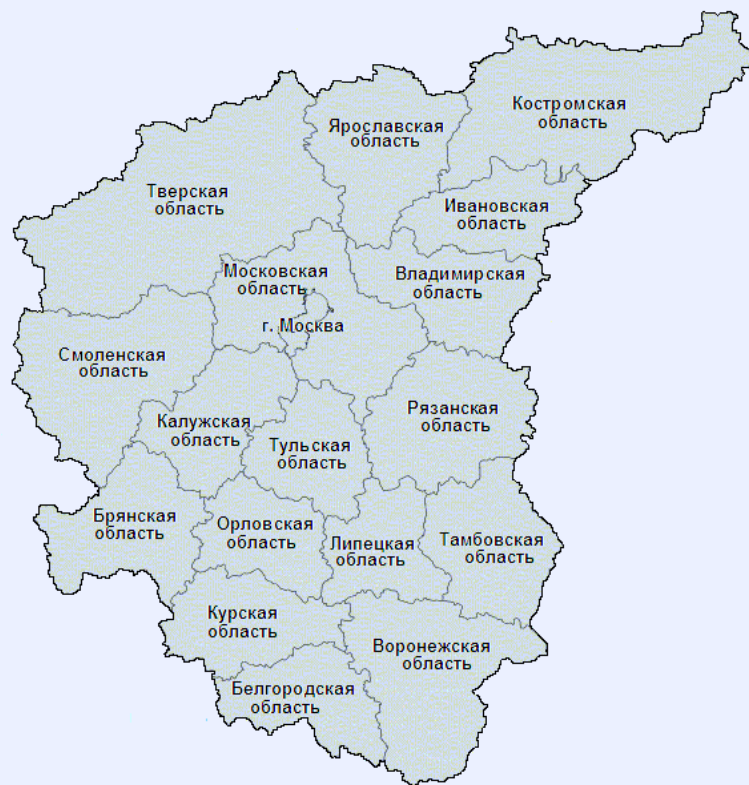 Костромская
область
Ярославская
область
Тверская
область
Ивановская
область
Московская
область
Владимирская
область
г. Москва
Смоленская
область
Калужская
область
Рязанская
область
Тульская
область
Брянская
область
Орловская
область
Липецкая
область
Тамбовская
область
Курская
область
Воронежская
область
Белгородская
область